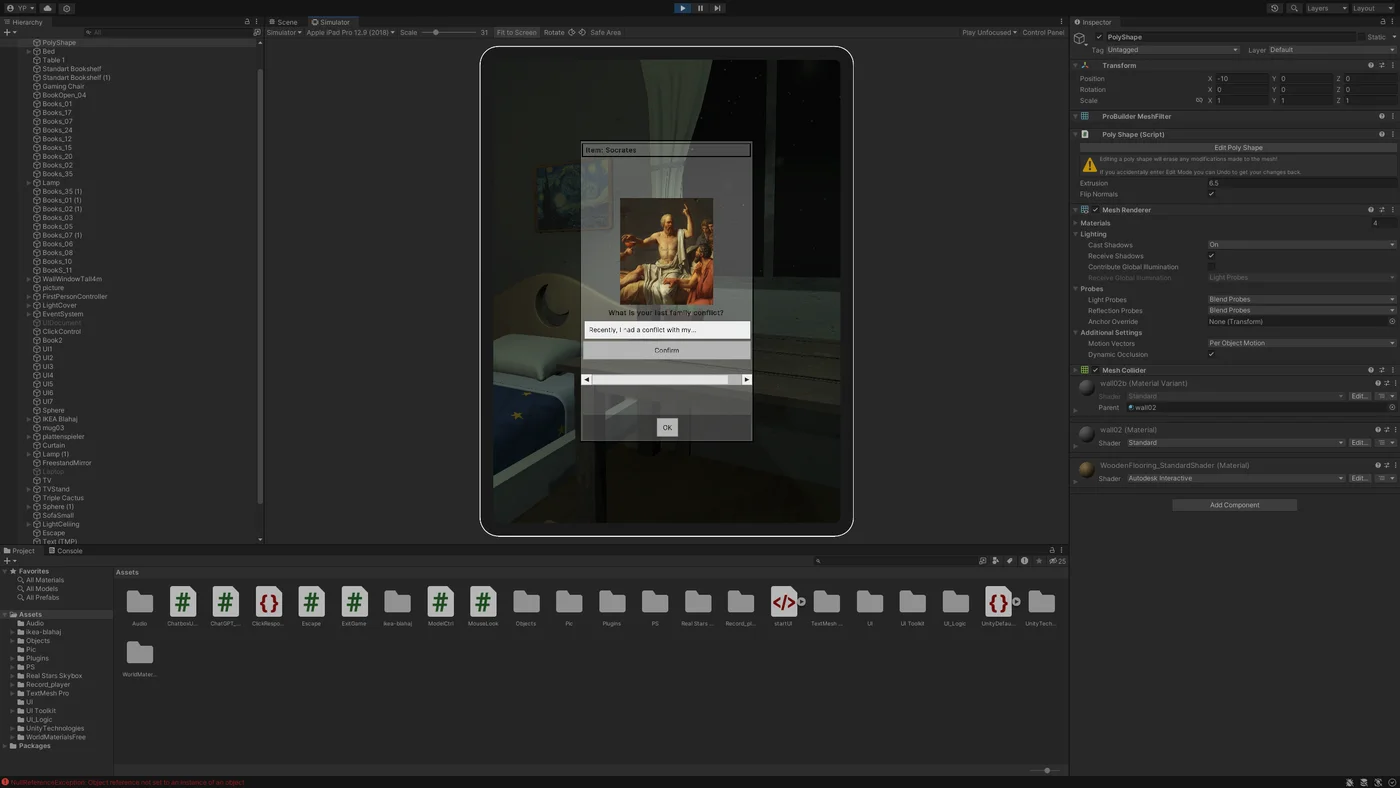 YP
Layers
Layout
Hierarchy
All
PolyShape
Bed
Table 1
Standart Bookshelf
Standart Bookshelf (1)
Gaming Chair
BookOpen_04
Books_01
Books_17
Books_07
Books_24
Books_12
Books_15
Books_20
Books_02
Books_35
Lamp
Books_35 (1)
Books_01 (1)
Books_02 (1)
Books_03
Books_05
Books_07 (1)
Books_06
Books_08
Books_10
BookS_11
WallWindowTall4m
picture
FirstPersonController
LightCover
EventSystem
UIDocument
ClickControl
Book2
UI1
UI2
UI3
UI4
UI5
UI6
UI7
Sphere
IKEA Blahaj
mug03
plattenspieler
Curtain
Lamp (1)
FreestandMirror
TV
TVStand
Triple Cactus
Sphere (1)
SofaSmall
LightCeiling
Escape
Text (TMP)
Scene
Simulator
Simulator
Apple iPad Pro 12.9 (2018)
Scale
31
Fit to Screen
Rotate
Safe Area
Play Unfocused
Control Panel
Item: Socrates
What is your last family conflict?
Recently, I had a conflict with my...
Confirm
OK
Inspector
PolyShape
Static
Tag
Untagged
Layer
Default
Transform
Position
X -10
Y 0
Z 0
Rotation
X 0
Y 0
Z 0
Scale
X 1
Y 1
Z 1
ProBuilder MeshFilter
Poly Shape (Script)
Edit Poly Shape
Editing a poly shape will erase any modifications made to the mesh!
If you accidentally enter Edit Mode you can Undo to get your changes back.
Extrusion
6.5
Flip Normals
Mesh Renderer
Materials
4
Lighting
Cast Shadows
On
Receive Shadows
Contribute Global Illumination
Receive Global Illumination
Light Probes
Probes
Light Probes
Blend Probes
Reflection Probes
Blend Probes
Anchor Override
None (Transform)
Additional Settings
Motion Vectors
Per Object Motion
Dynamic Occlusion
Mesh Collider
wall02b (Material Variant)
Shader
Standard
Edit...
Parent
wall02
wall02 (Material)
Shader
Standard
Edit...
WoodenFlooring_StandardShader (Material)
Shader
Autodesk Interactive
Edit...
Add Component
Project
Console
25
Favorites
All Materials
All Models
All Prefabs
Assets
Audio
ikea-blahaj
Objects
Pic
Plugins
PS
Real Stars Skybox
Record_player
TextMesh Pro
UI
UI Toolkit
UI_Logic
UnityTechnologies
WorldMaterialsFree
Packages
Assets
Audio
ChatboxU...
ChatGPT_...
ClickRespo...
Escape
ExitGame
ikea-blahaj
ModelCtrl
MouseLook
Objects
Pic
Plugins
PS
Real Stars ...
Record_pl...
startUI
TextMesh ...
UI
UI Toolkit
UI_Logic
UnityDefau...
UnityTech...
WorldMater...
NullReferenceException: Object reference not set to an instance of an object